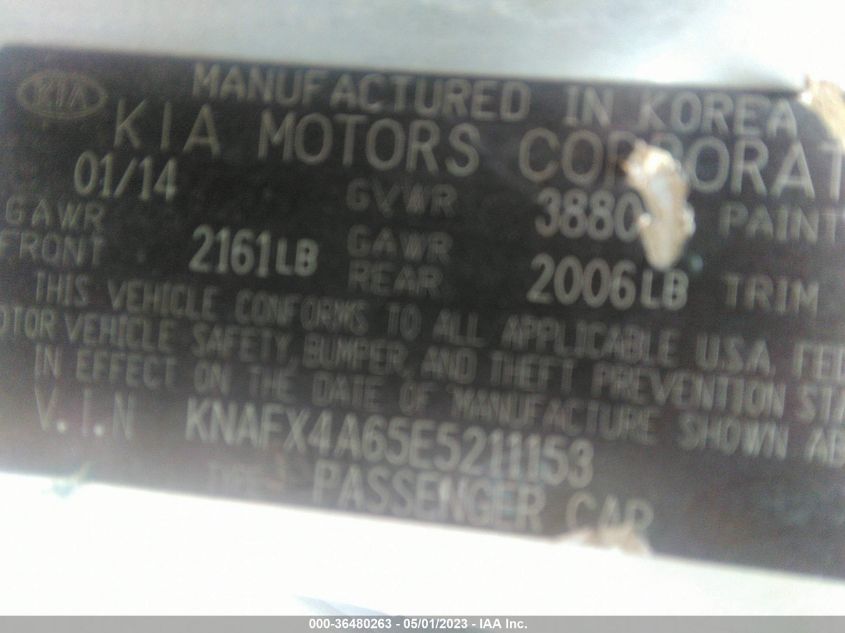 KIA
MANUFACTURED IN KOREA
KIA MOTORS CORPORAT
01/14 GVWR 3880 PAINT
GAWR FRONT 2161LB GAWR REAR 2006LB TRIM
THIS VEHICLE CONFORMS TO ALL APPLICABLE U.S.A. FED
OTOR VEHICLE SAFETY, BUMPER, AND THEFT PREVENTION STA
IN EFFECT ON THE DATE OF MANUFACTURE SHOWN AB
V.I.N KNAFX4A65E5211153
TYPE PASSENGER CAR
000-36480263 - 05/01/2023 - IAA Inc.